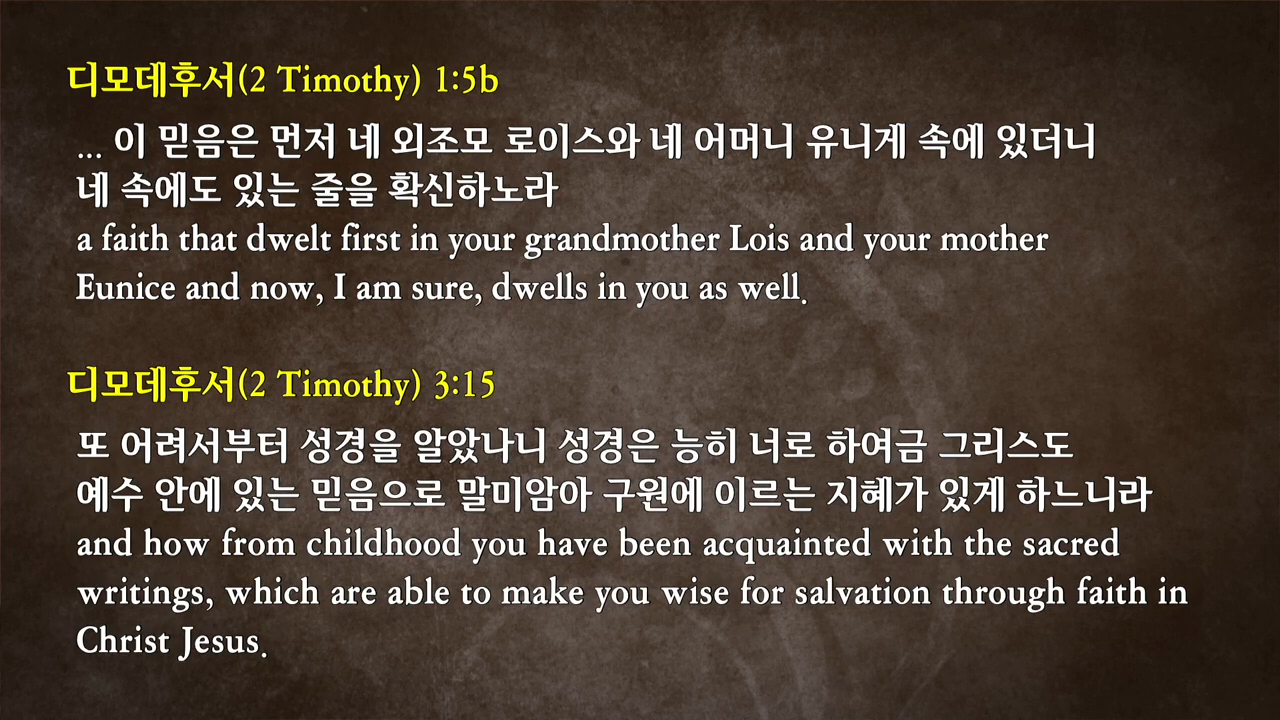 디모데후서(2 Timothy) 1:5b
... 이 믿음은 먼저 네 외조모 로이스와 네 어머니 유니게 속에 있더니
네 속에도 있는 줄을 확신하노라
a faith that dwelt first in your grandmother Lois and your mother
Eunice and now, I am sure, dwells in you as well.
디모데후서(2 Timothy) 3:15
또 어려서부터 성경을 알았나니 성경은 능히 너로 하여금 그리스도
예수 안에 있는 믿음으로 말미암아 구원에 이르는 지혜가 있게 하느니라
and how from childhood you have been acquainted with the sacred
writings, which are able to make you wise for salvation through faith in
Christ Jesus.